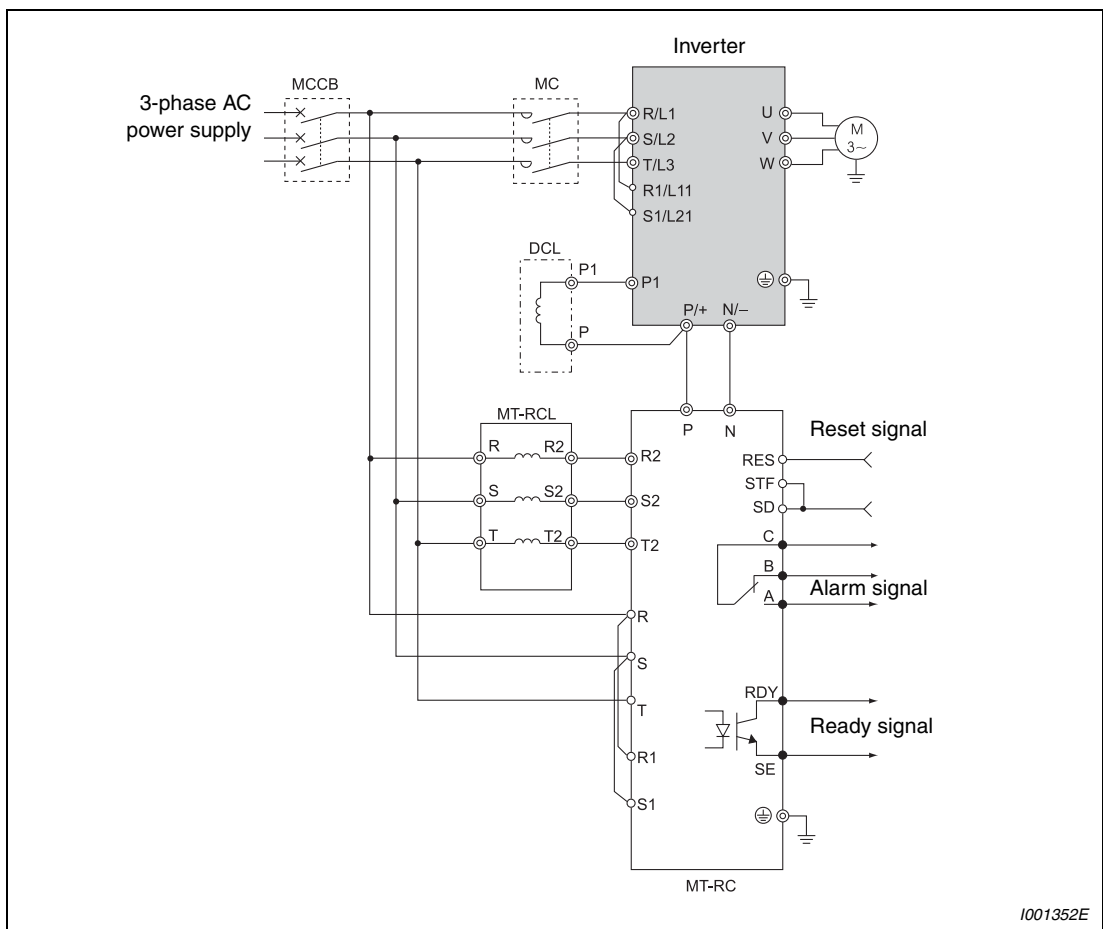 Inverter
MCCB
MC
3-phase AC
power supply
R/L1
S/L2
T/L3
R1/L11
S1/L21
U
V
W
M
3~
DCL
P1
P
P1
P/+
N/–
MT-RCL
R
R2
S
S2
T
T2
P
N
R2
S2
T2
R
S
T
R1
S1
RES
STF
SD
C
B
A
RDY
SE
Reset signal
Alarm signal
Ready signal
MT-RC
I001352E